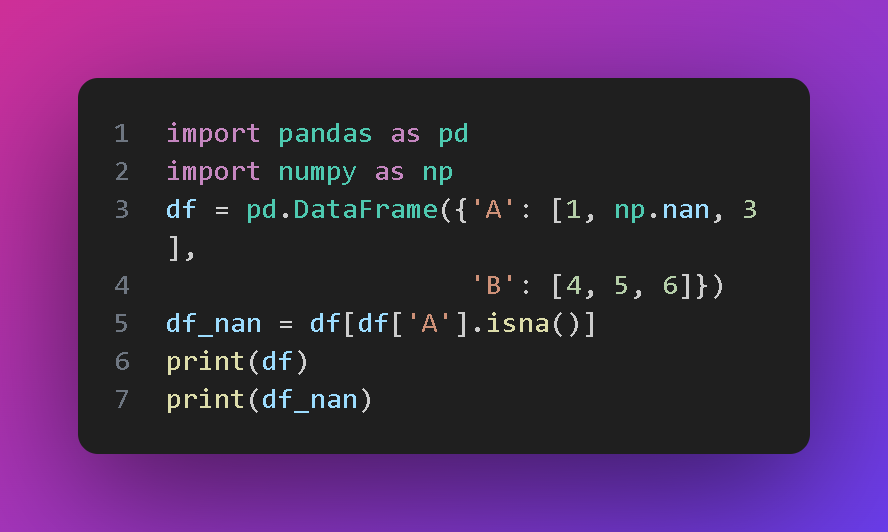 1 import pandas as pd
2 import numpy as np
3 df = pd.DataFrame({'A': [1, np.nan, 3
],
4                    'B': [4, 5, 6]})
5 df_nan = df[df['A'].isna()]
6 print(df)
7 print(df_nan)